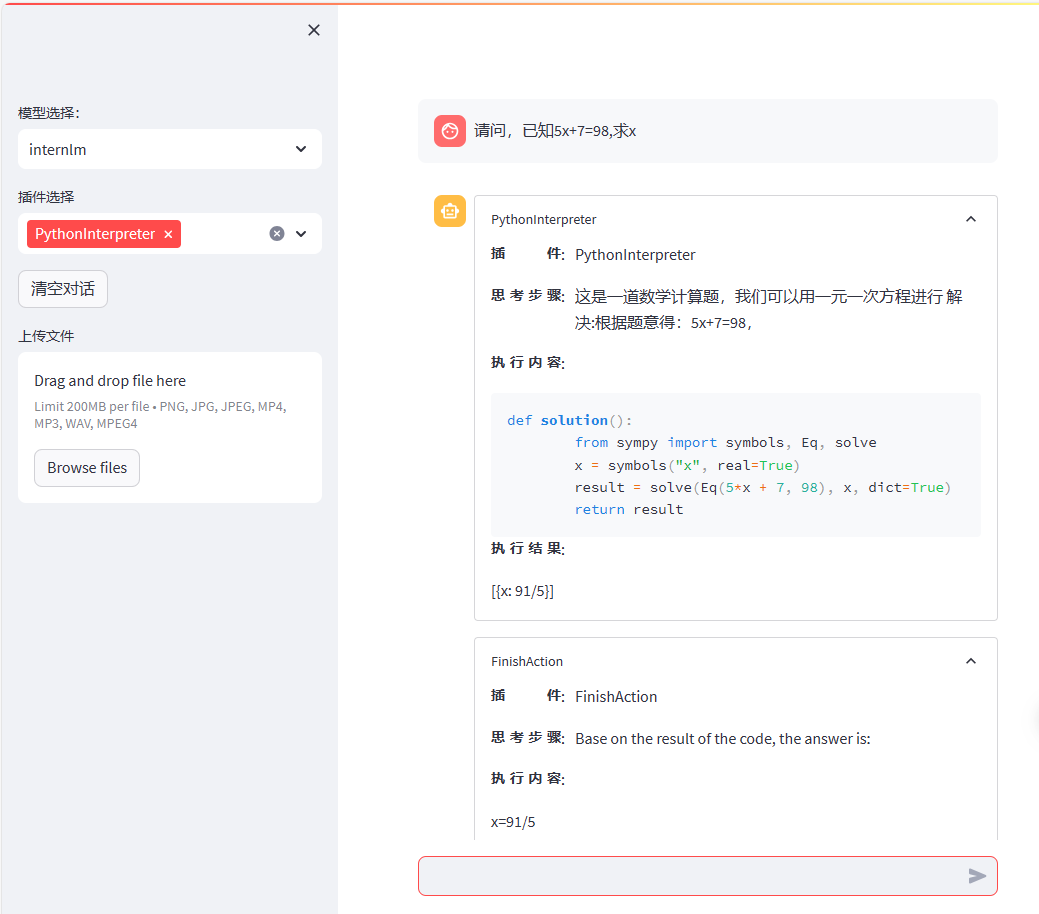 模型选择：
internlm
插件选择
PythonInterpreter ×
清空对话
上传文件
Drag and drop file here
Limit 200MB per file • PNG, JPG, JPEG, MP4,
MP3, WAV, MPEG4
Browse files
请问，已知5x+7=98,求x
PythonInterpreter
插件: PythonInterpreter
思考步骤: 这是一道数学计算题，我们可以用一元一次方程进行 解
决:根据题意得：5x+7=98，
执行内容:
def solution():
        from sympy import symbols, Eq, solve
        x = symbols("x", real=True)
        result = solve(Eq(5*x + 7, 98), x, dict=True)
        return result
执行结果:
[{x: 91/5}]
FinishAction
插件: FinishAction
思考步骤: Base on the result of the code, the answer is:
执行内容:
x=91/5